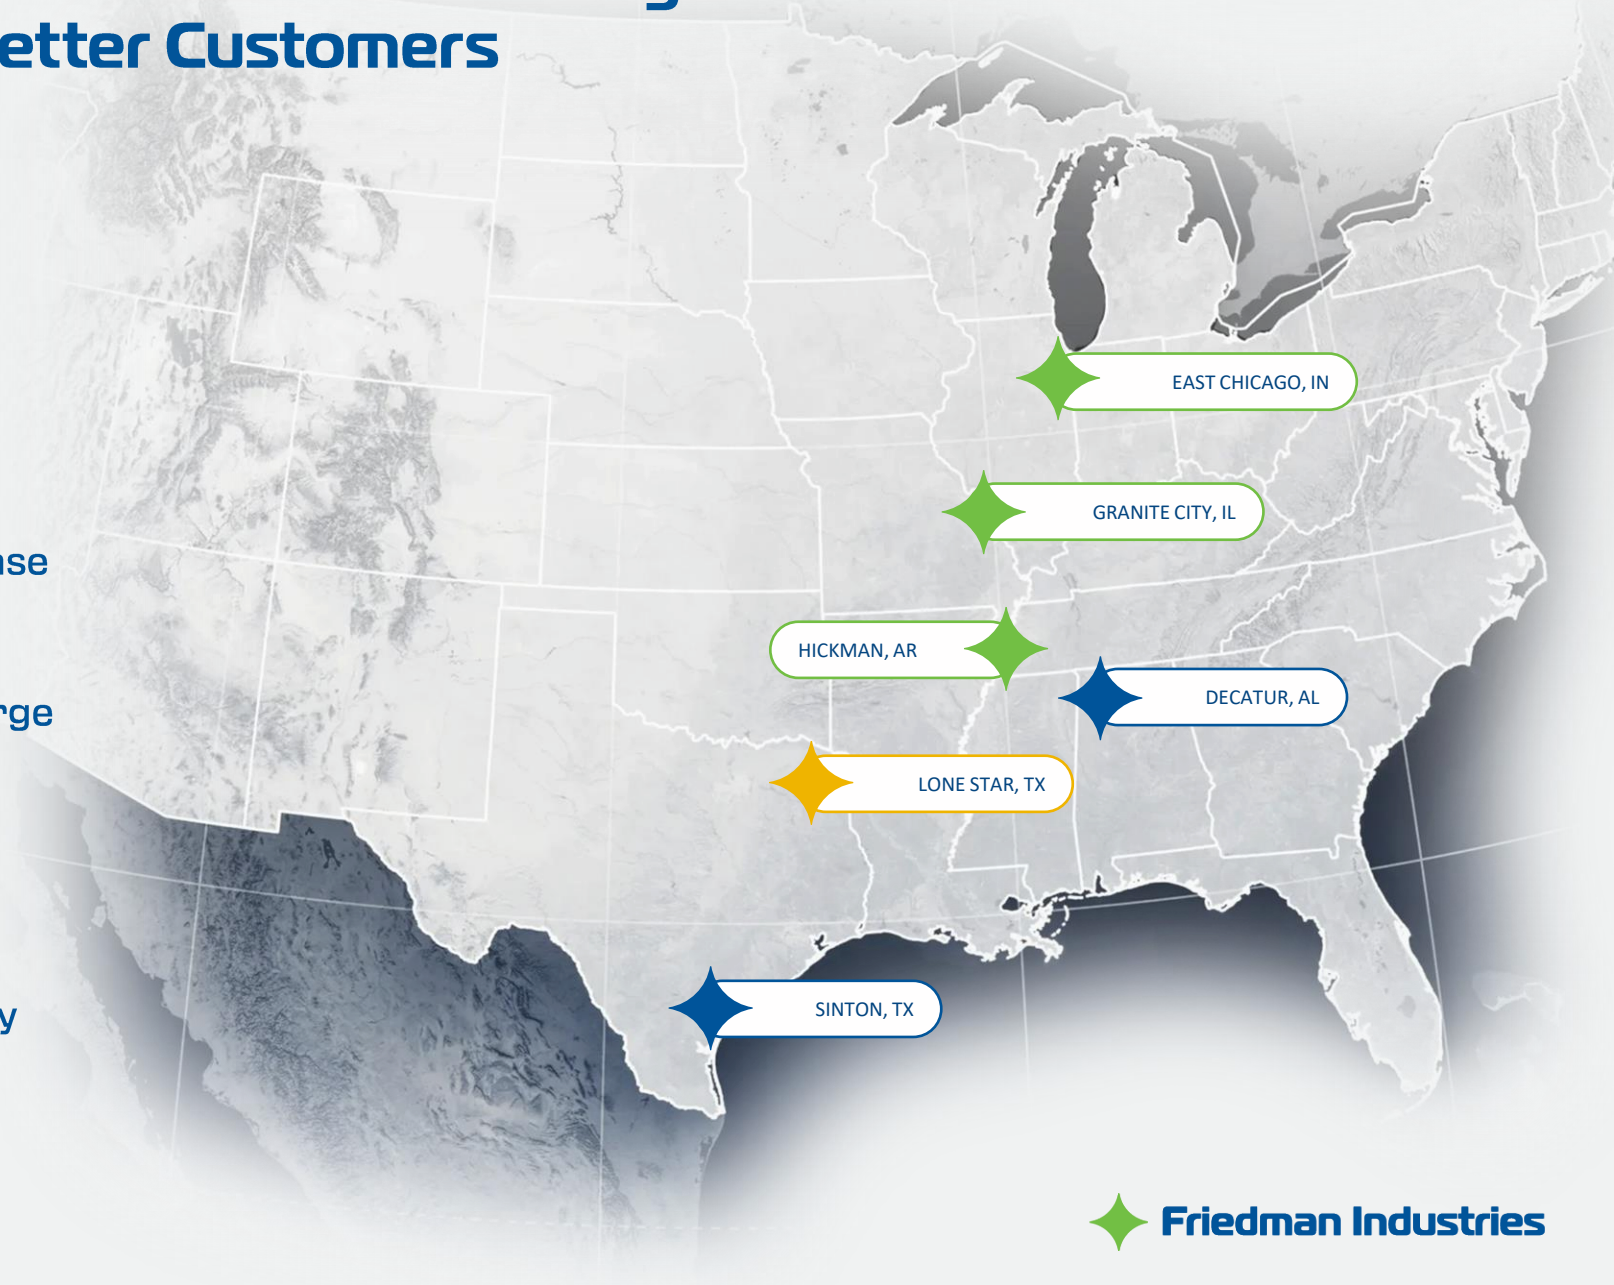 etter Customers
EAST CHICAGO, IN
GRANITE CITY, IL
HICKMAN, AR
DECATUR, AL
LONE STAR, TX
SINTON, TX
Friedman Industries